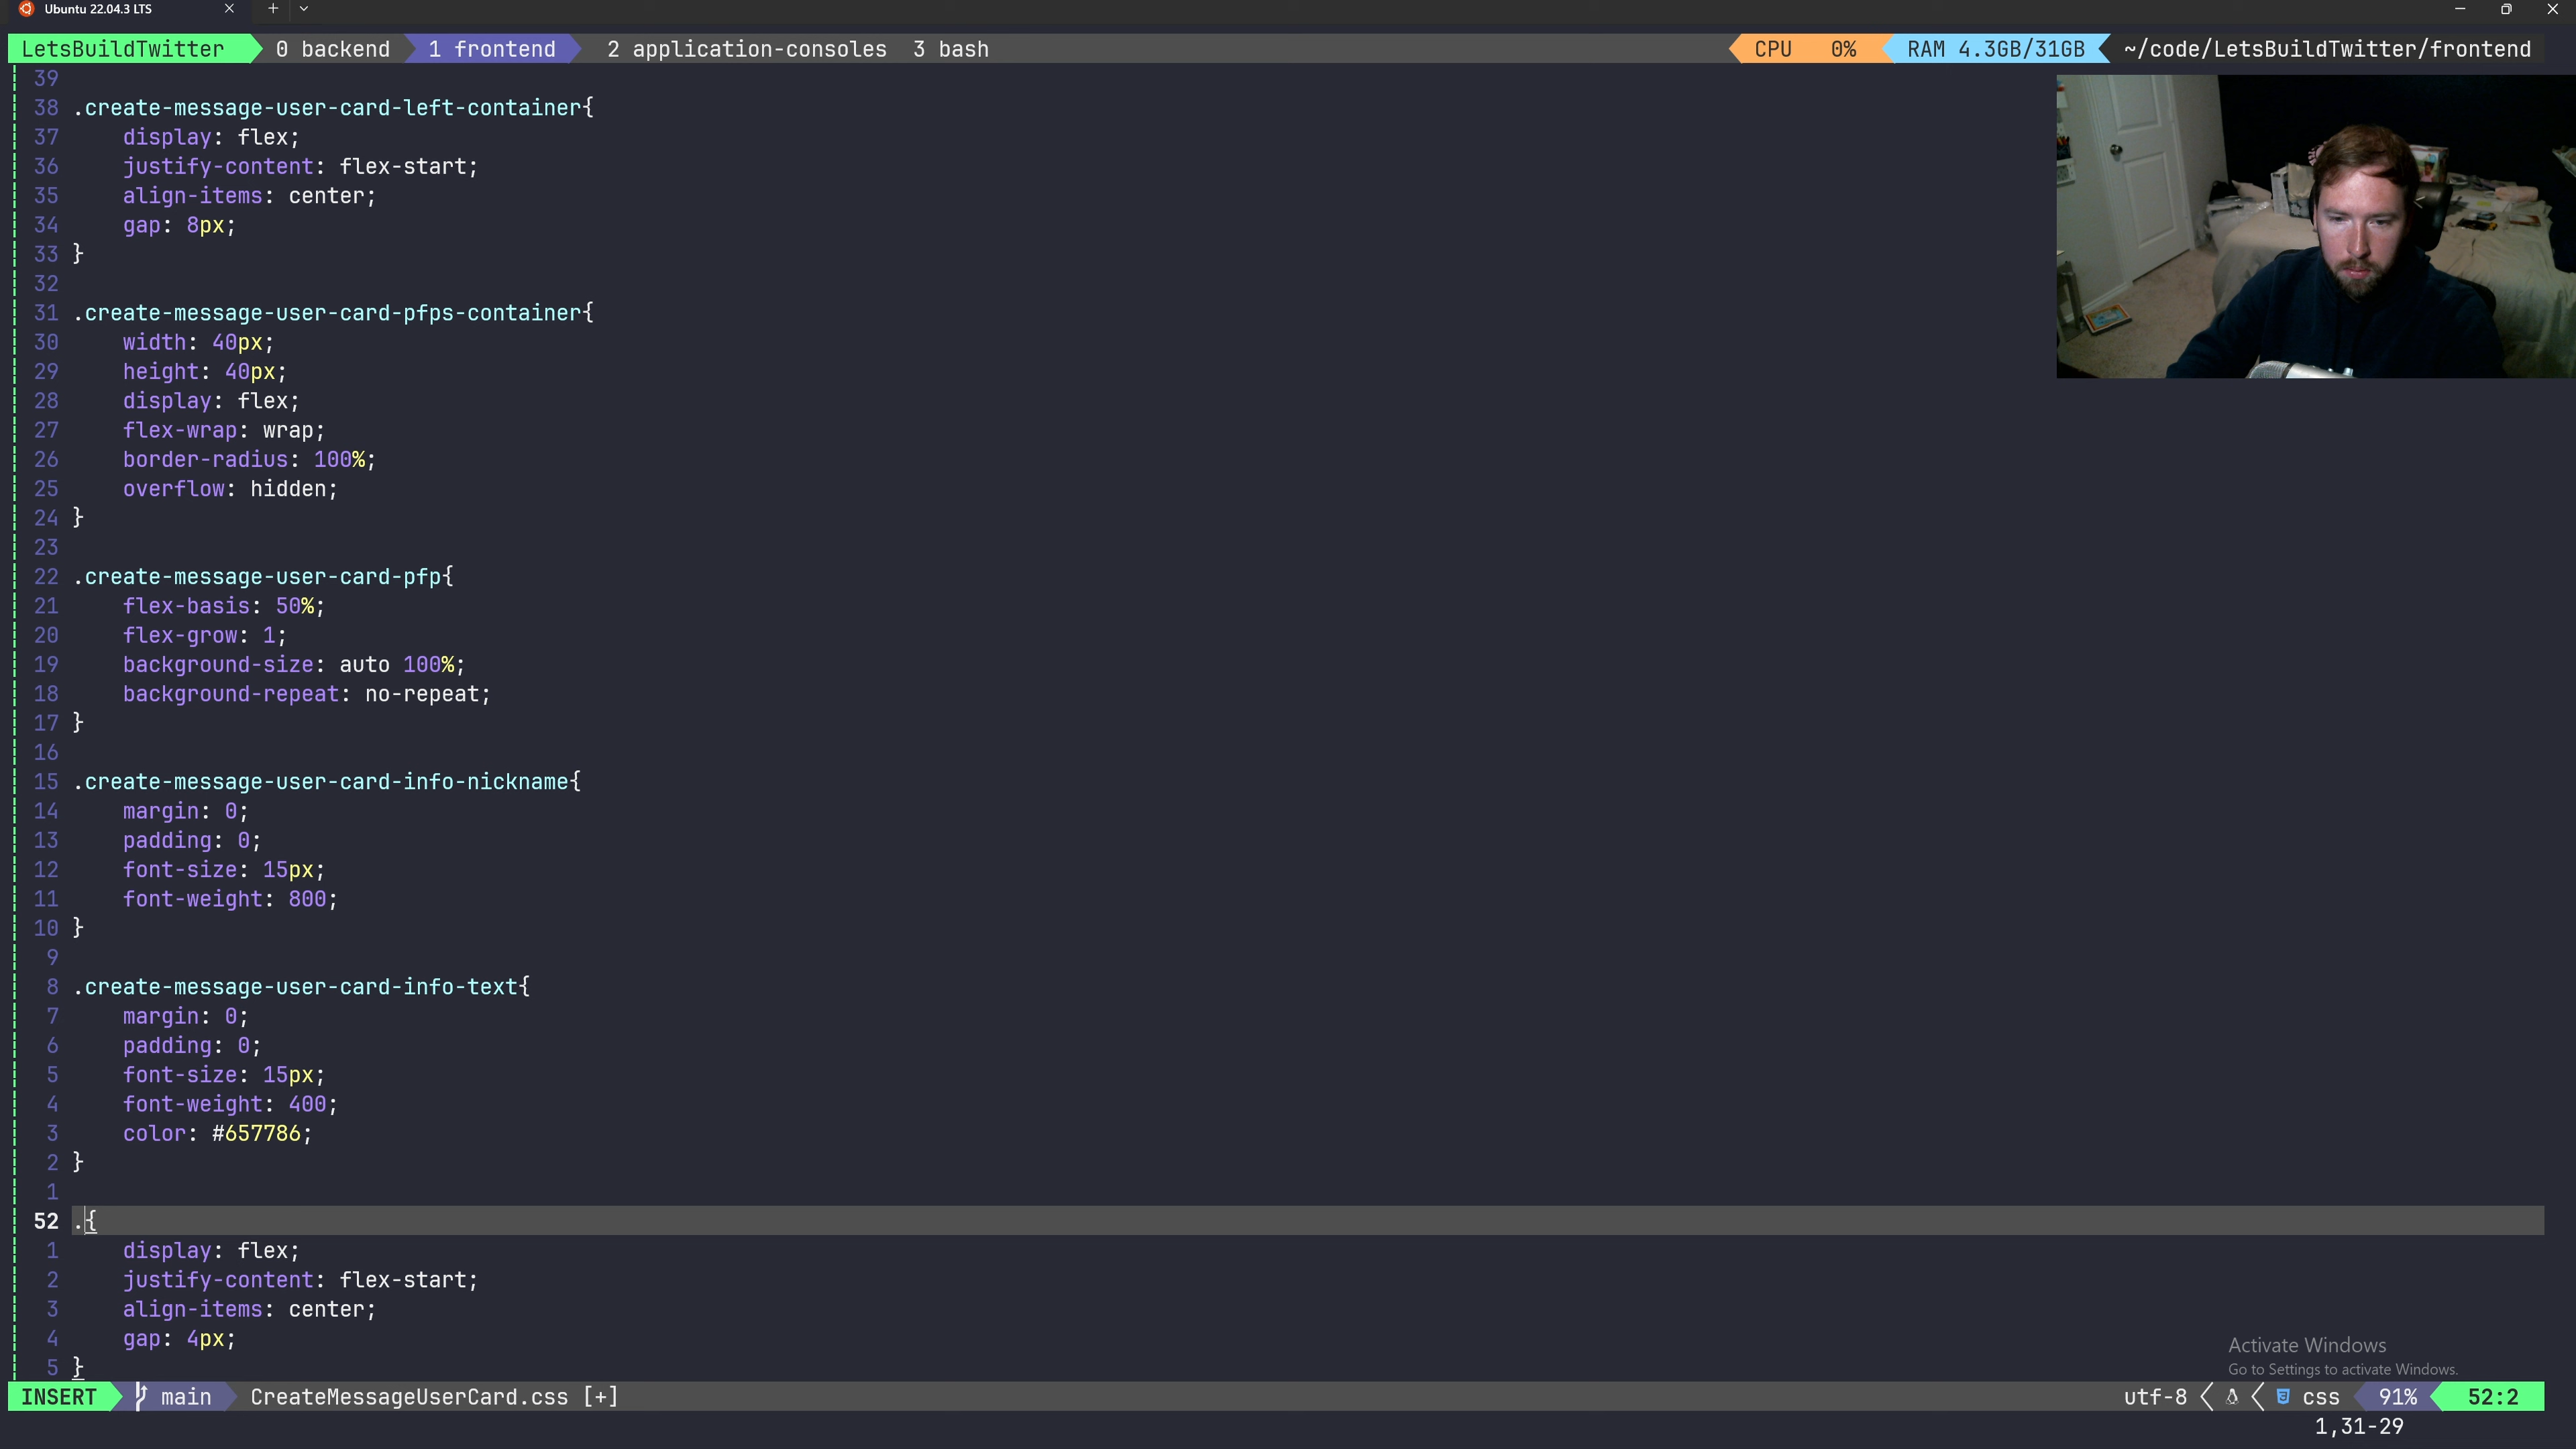 Ubuntu 22.04.3 LTS
LetsBuildTwitter 0 backend 1 frontend 2 application-consoles 3 bash CPU 0% RAM 4.3GB/31GB ~/code/LetsBuildTwitter/frontend
39
38 .create-message-user-card-left-container{
37 display: flex;
36 justify-content: flex-start;
35 align-items: center;
34 gap: 8px;
33 }
32
31 .create-message-user-card-pfps-container{
30 width: 40px;
29 height: 40px;
28 display: flex;
27 flex-wrap: wrap;
26 border-radius: 100%;
25 overflow: hidden;
24 }
23
22 .create-message-user-card-pfp{
21 flex-basis: 50%;
20 flex-grow: 1;
19 background-size: auto 100%;
18 background-repeat: no-repeat;
17 }
16
15 .create-message-user-card-info-nickname{
14 margin: 0;
13 padding: 0;
12 font-size: 15px;
11 font-weight: 800;
10 }
9
8 .create-message-user-card-info-text{
7 margin: 0;
6 padding: 0;
5 font-size: 15px;
4 font-weight: 400;
3 color: #657786;
2 }
1
52 .{
1 display: flex;
2 justify-content: flex-start;
3 align-items: center;
4 gap: 4px;
5 }
Activate Windows
Go to Settings to activate Windows.
INSERT main CreateMessageUserCard.css [+] utf-8 css 91% 52:2
1,31-29